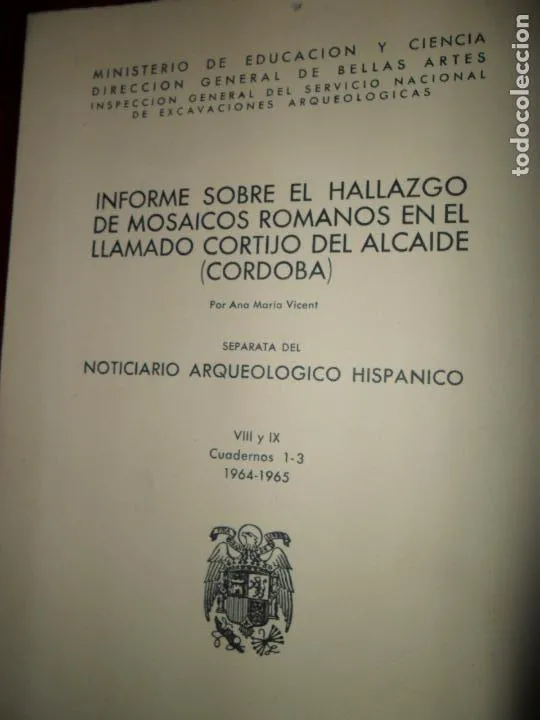 MINISTERIO DE EDUCACION Y CIENCIA
DIRECCION GENERAL DE BELLAS ARTES
INSPECCION GENERAL DEL SERVICIO NACIONAL
DE EXCAVACIONES ARQUEOLOGICAS
INFORME SOBRE EL HALLAZGO
DE MOSAICOS ROMANOS EN EL
LLAMADO CORTIJO DEL ALCAIDE
(CORDOBA)
Por Ana María Vicent
SEPARATA DEL
NOTICIARIO ARQUEOLOGICO HISPANICO
VIII y IX
Cuadernos 1-3
1964-1965
todocoleccion.net